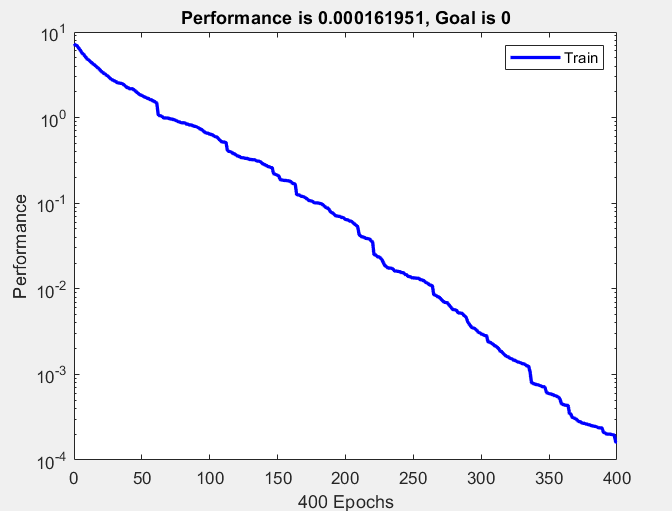 Performance is 0.000161951, Goal is 0
Train
Performance
10^1
10^0
10^-1
10^-2
10^-3
10^-4
0 50 100 150 200 250 300 350 400
400 Epochs